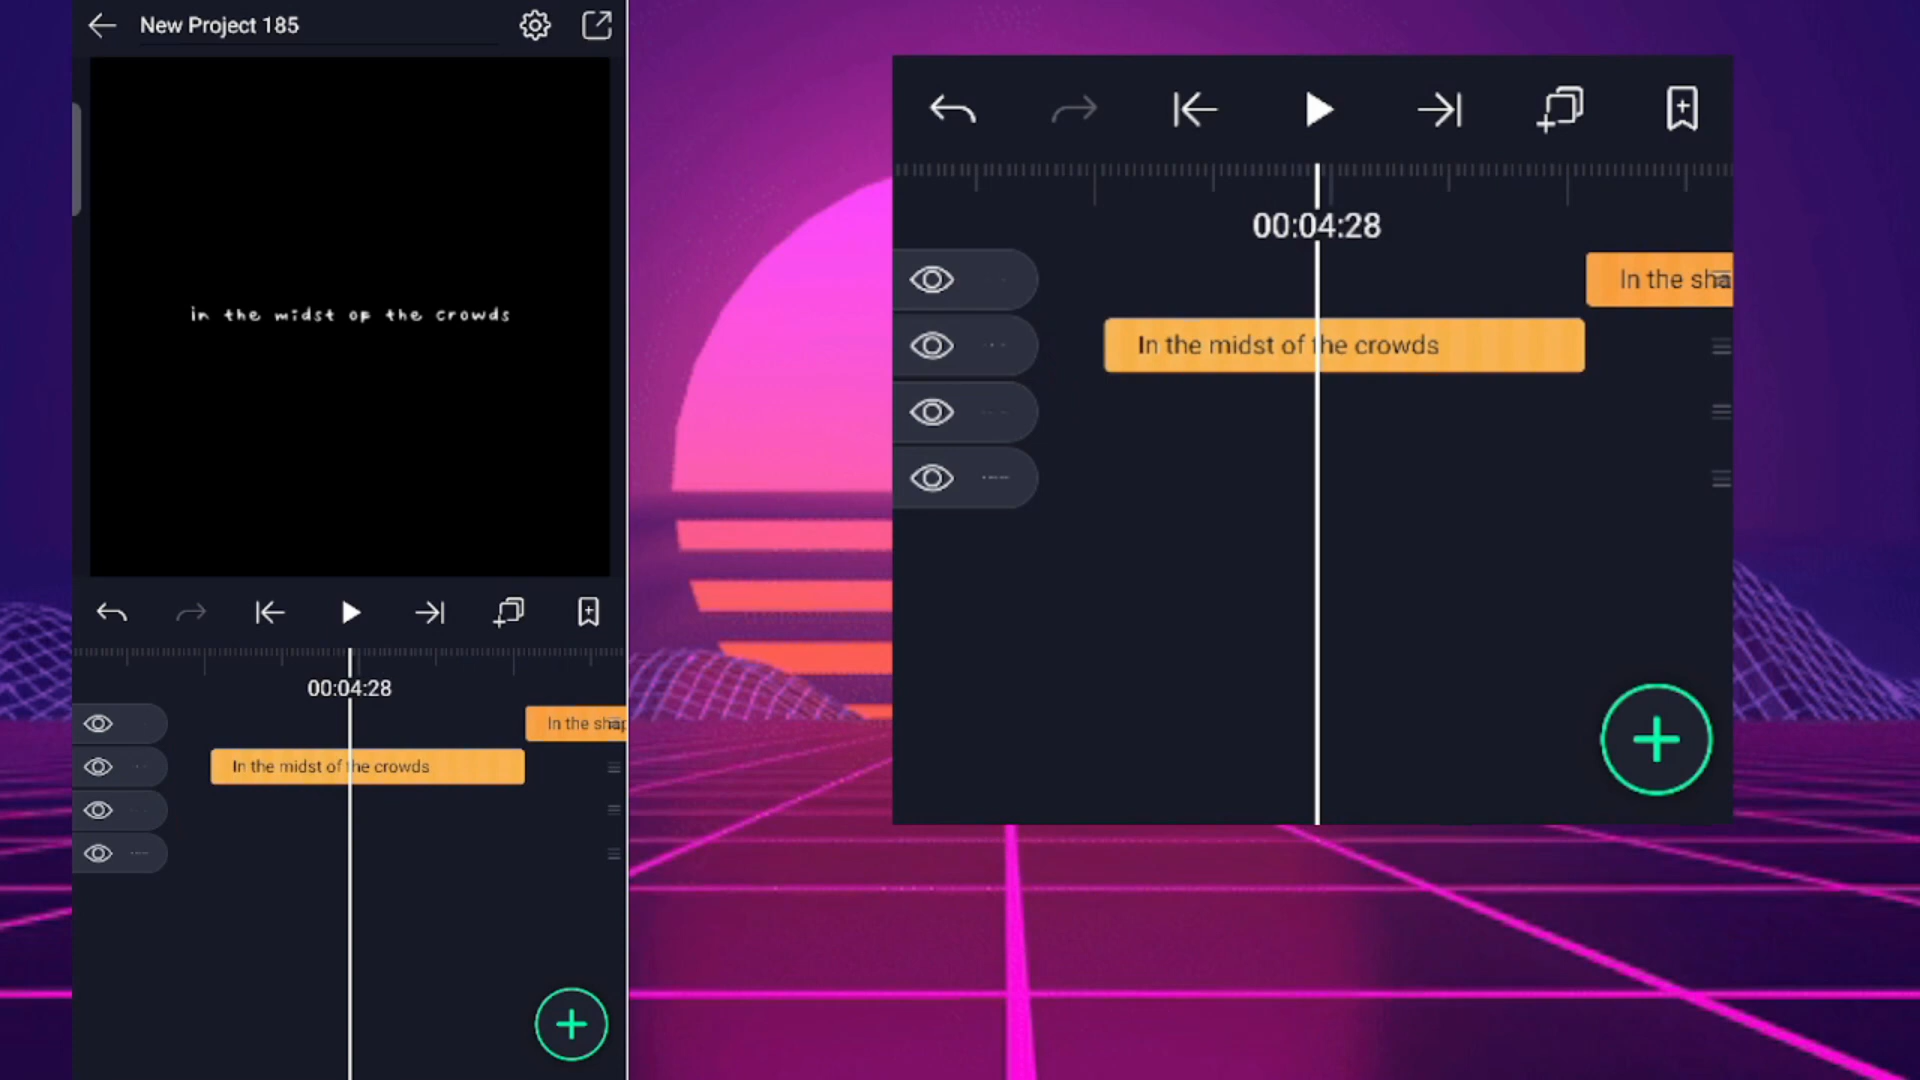 New Project 185
in the midst of the crowds
00:04:28
In the shap
In the midst of the crowds
00:04:28
In the sha
In the midst of the crowds